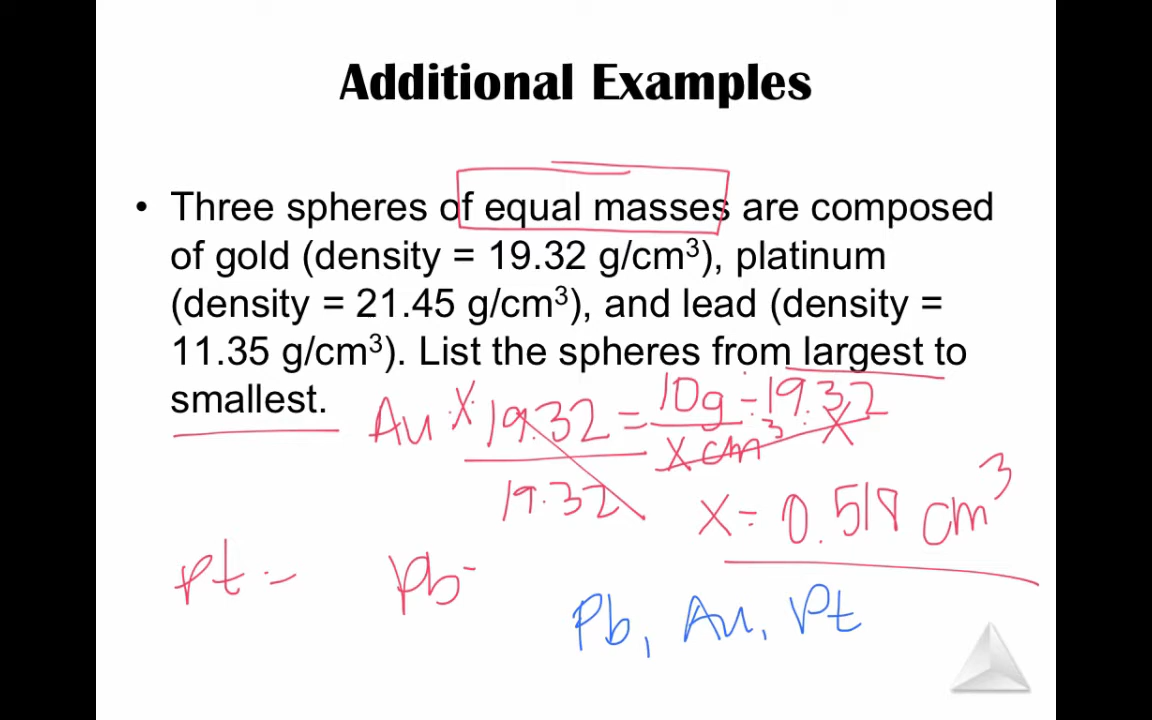 Additional Examples
• Three spheres of equal masses are composed
of gold (density = 19.32 g/cm³), platinum
(density = 21.45 g/cm³), and lead (density =
11.35 g/cm³). List the spheres from largest to
smallest.
Au x 19.32 = 10g ÷ 19.32
x cm³ x
19.32
x = 0.518 cm³
Pt = Pb =
Pb, Au, Pt